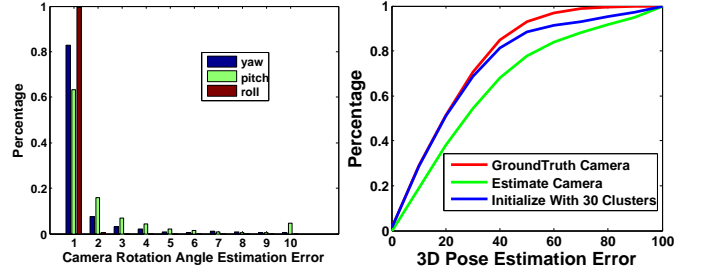 1
0.8
0.6
0.4
0.2
0
Percentage
yaw
pitch
roll
1 2 3 4 5 6 7 8 9 10
Camera Rotation Angle Estimation Error
1
0.8
0.6
0.4
0.2
0
Percentage
GroundTruth Camera
Estimate Camera
Initialize With 30 Clusters
0 20 40 60 80 100
3D Pose Estimation Error